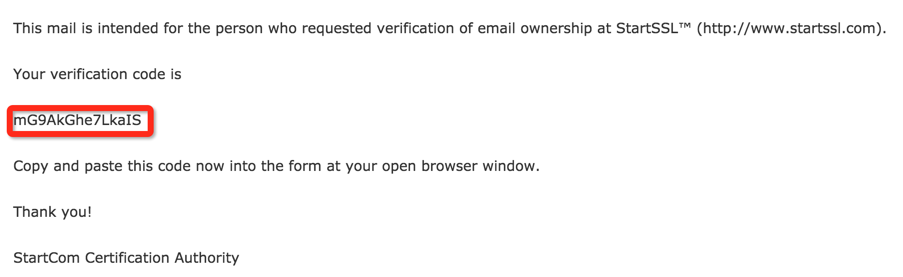 This mail is intended for the person who requested verification of email ownership at StartSSL™ (http://www.startssl.com).
Your verification code is
mG9AkGhe7LkaIS
Copy and paste this code now into the form at your open browser window.
Thank you!
StartCom Certification Authority